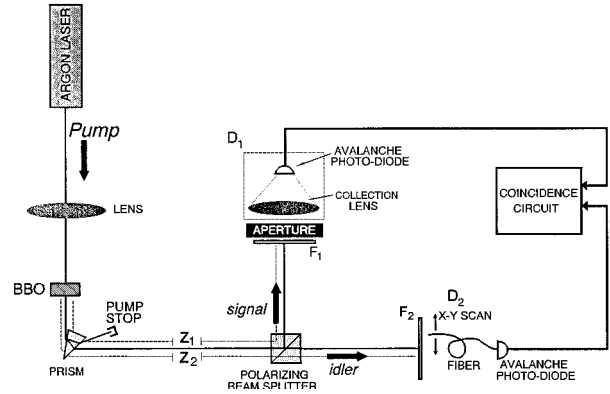 ARGON LASER
Pump
LENS
BBO
PUMP
STOP
PRISM
Z1
Z2
signal
POLARIZING
BEAM SPLITTER
idler
D1
AVALANCHE
PHOTO-DIODE
COLLECTION
LENS
APERTURE
F1
F2
D2
X-Y SCAN
FIBER
AVALANCHE
PHOTO-DIODE
COINCIDENCE
CIRCUIT